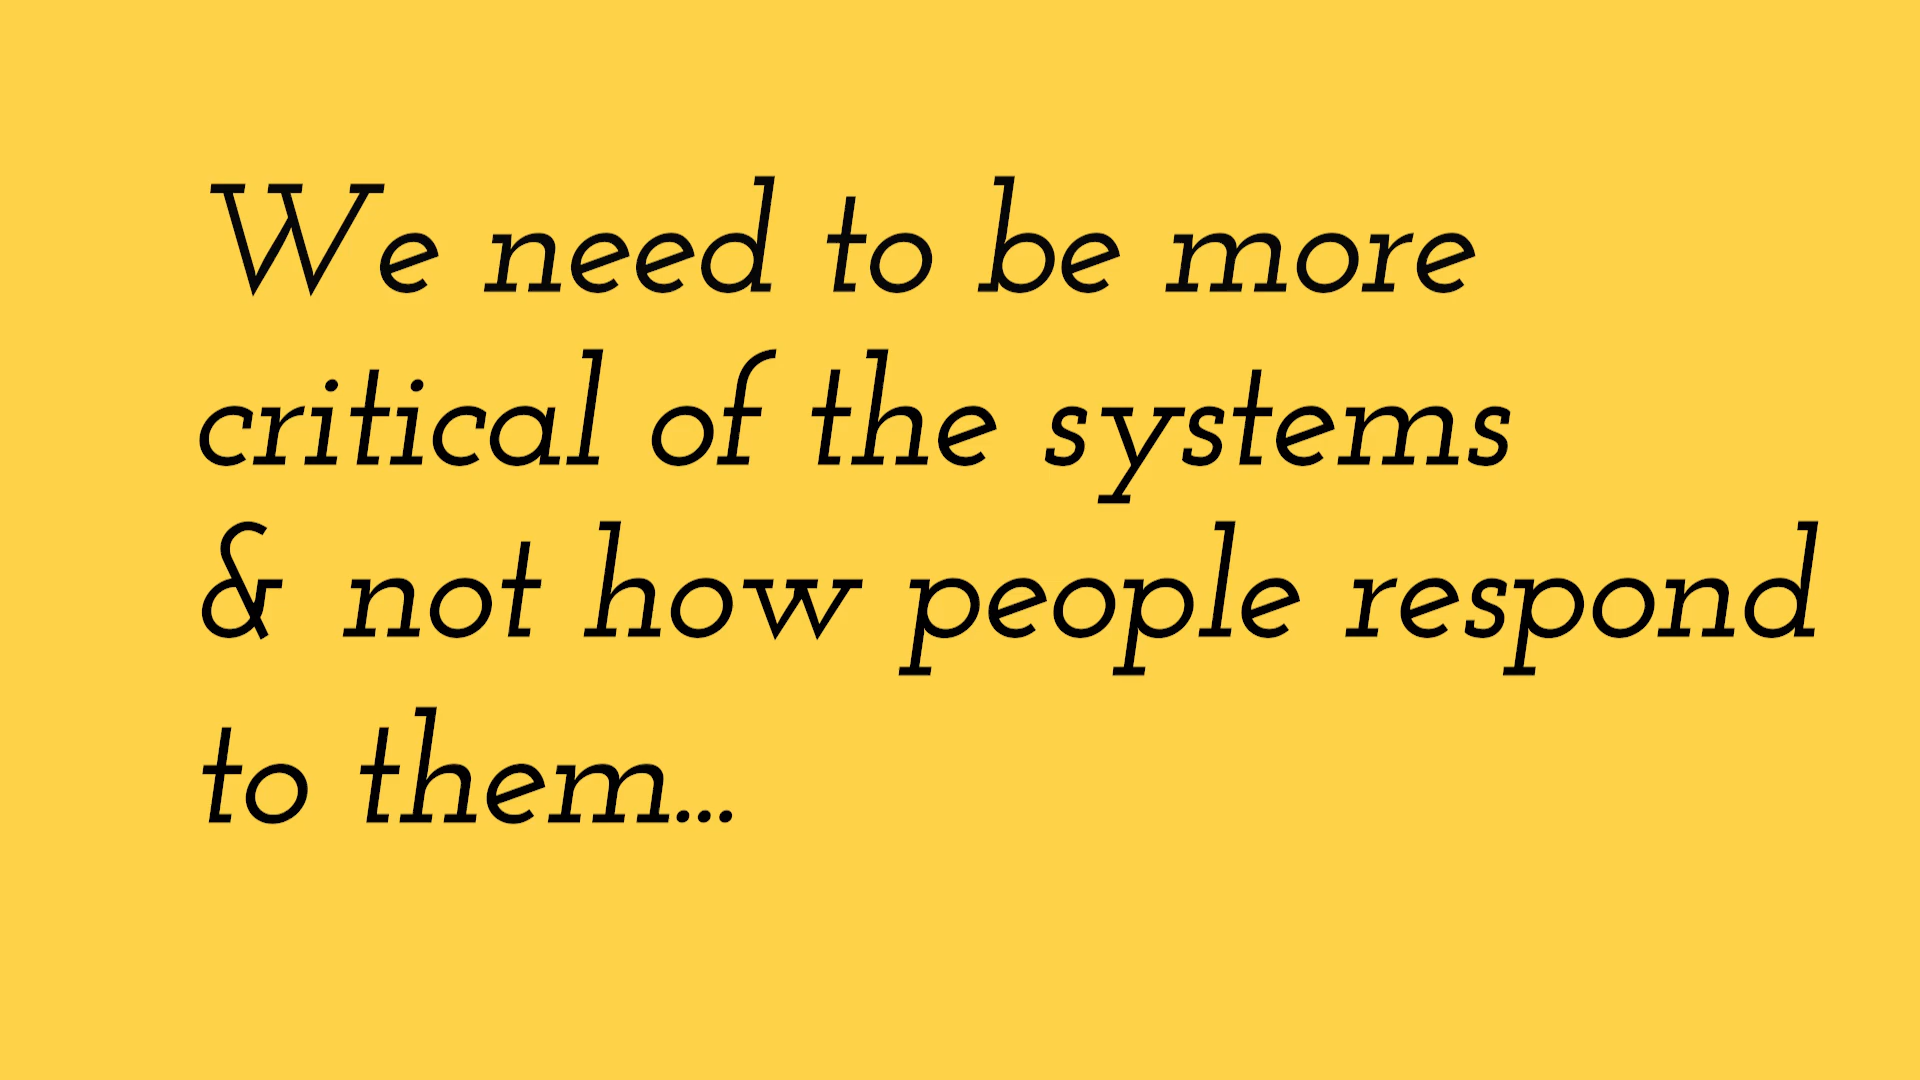 We need to be more
critical of the systems
& not how people respond
to them...